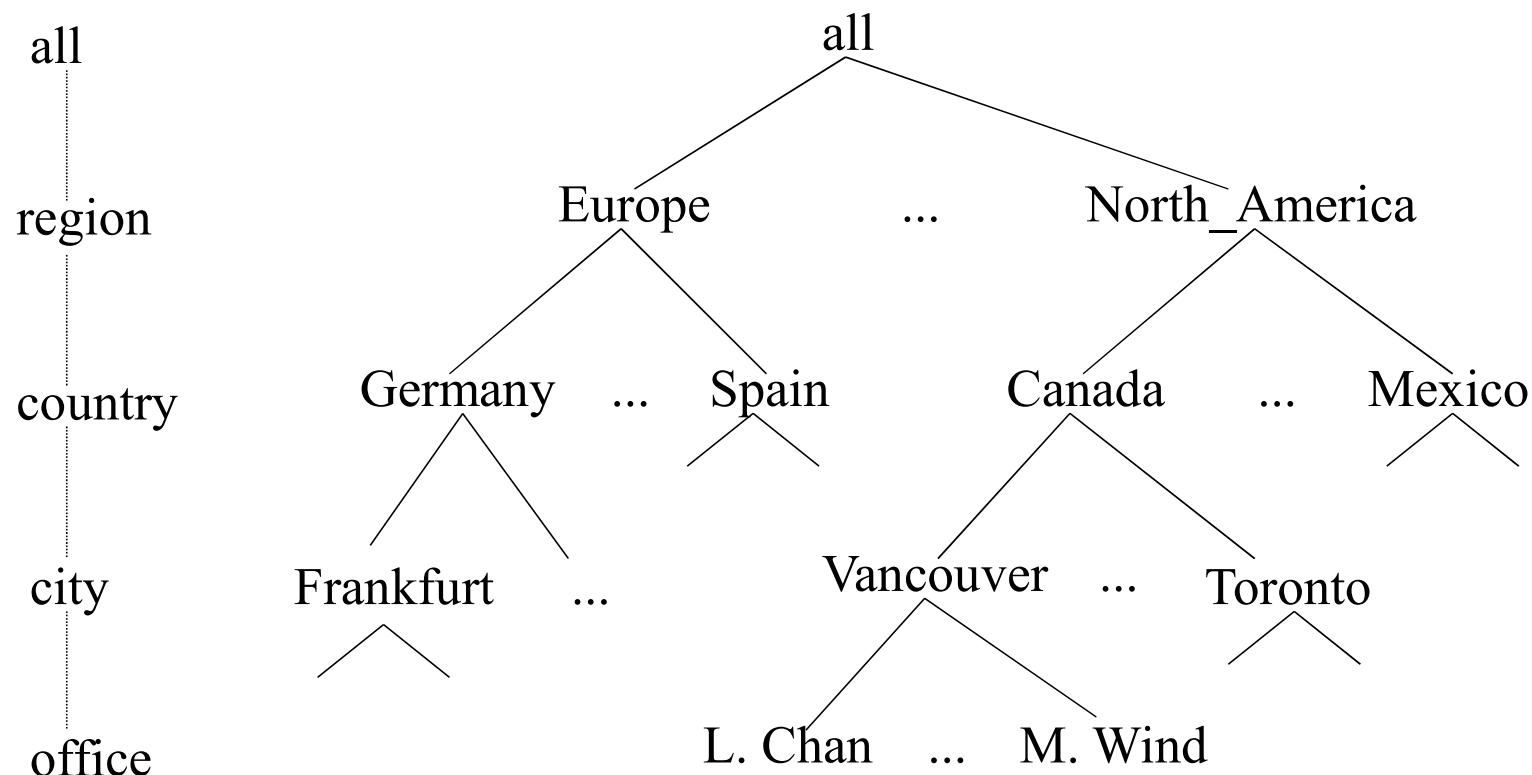 all all
region Europe ... North_America
country Germany ... Spain Canada ... Mexico
city Frankfurt ... Vancouver ... Toronto
office L. Chan ... M. Wind